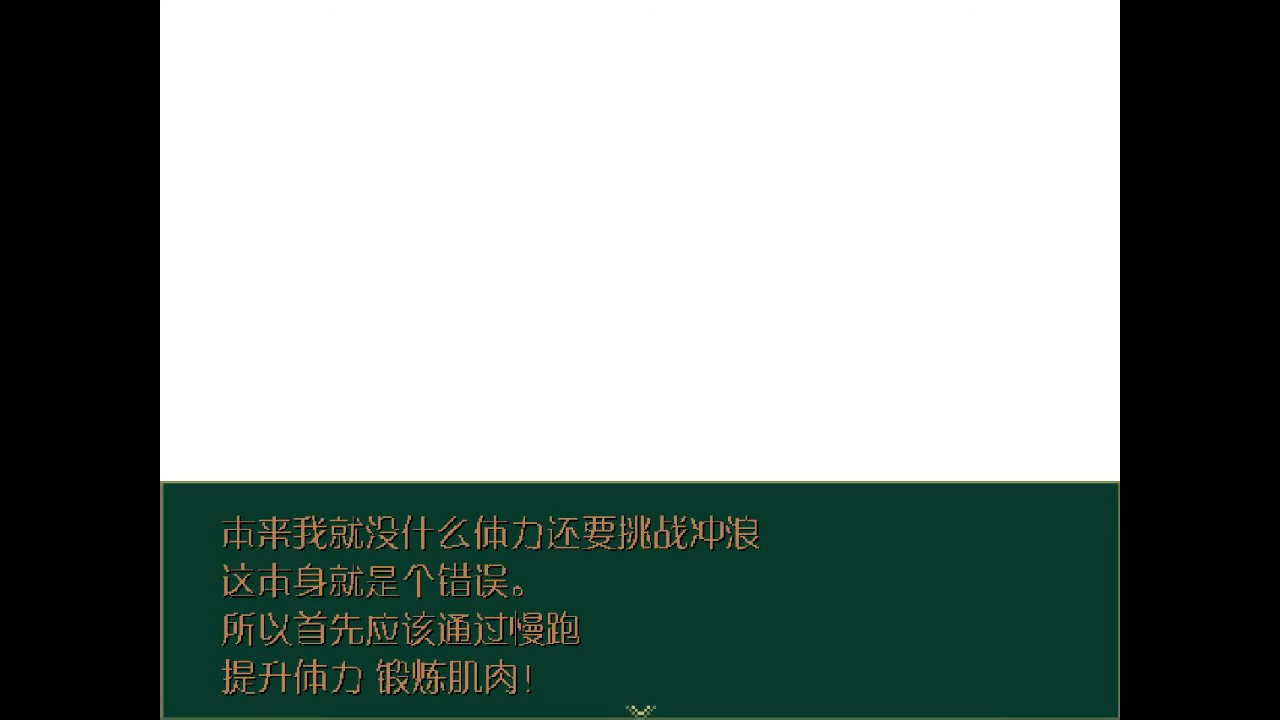 本来我就没什么体力还要挑战冲浪
这本身就是个错误。
所以首先应该通过慢跑
提升体力 锻炼肌肉！